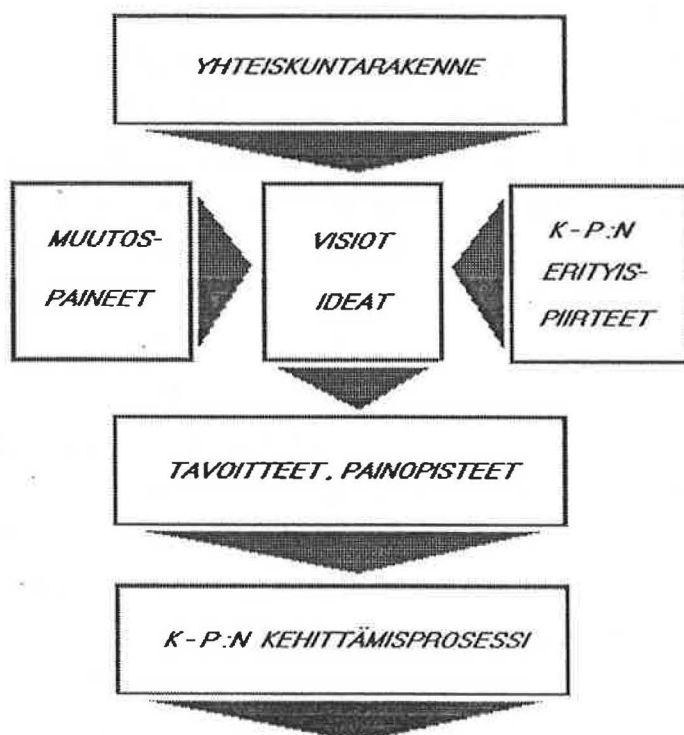 YHTEISKUNTARAKENNE
MUUTOS-
PAINEET
VISIOT
IDEAT
K-P:N
ERITYIS-
PIIRTEET
TAVOITTEET, PAINOPISTEET
K-P:N KEHITTÄMISPROSESSI